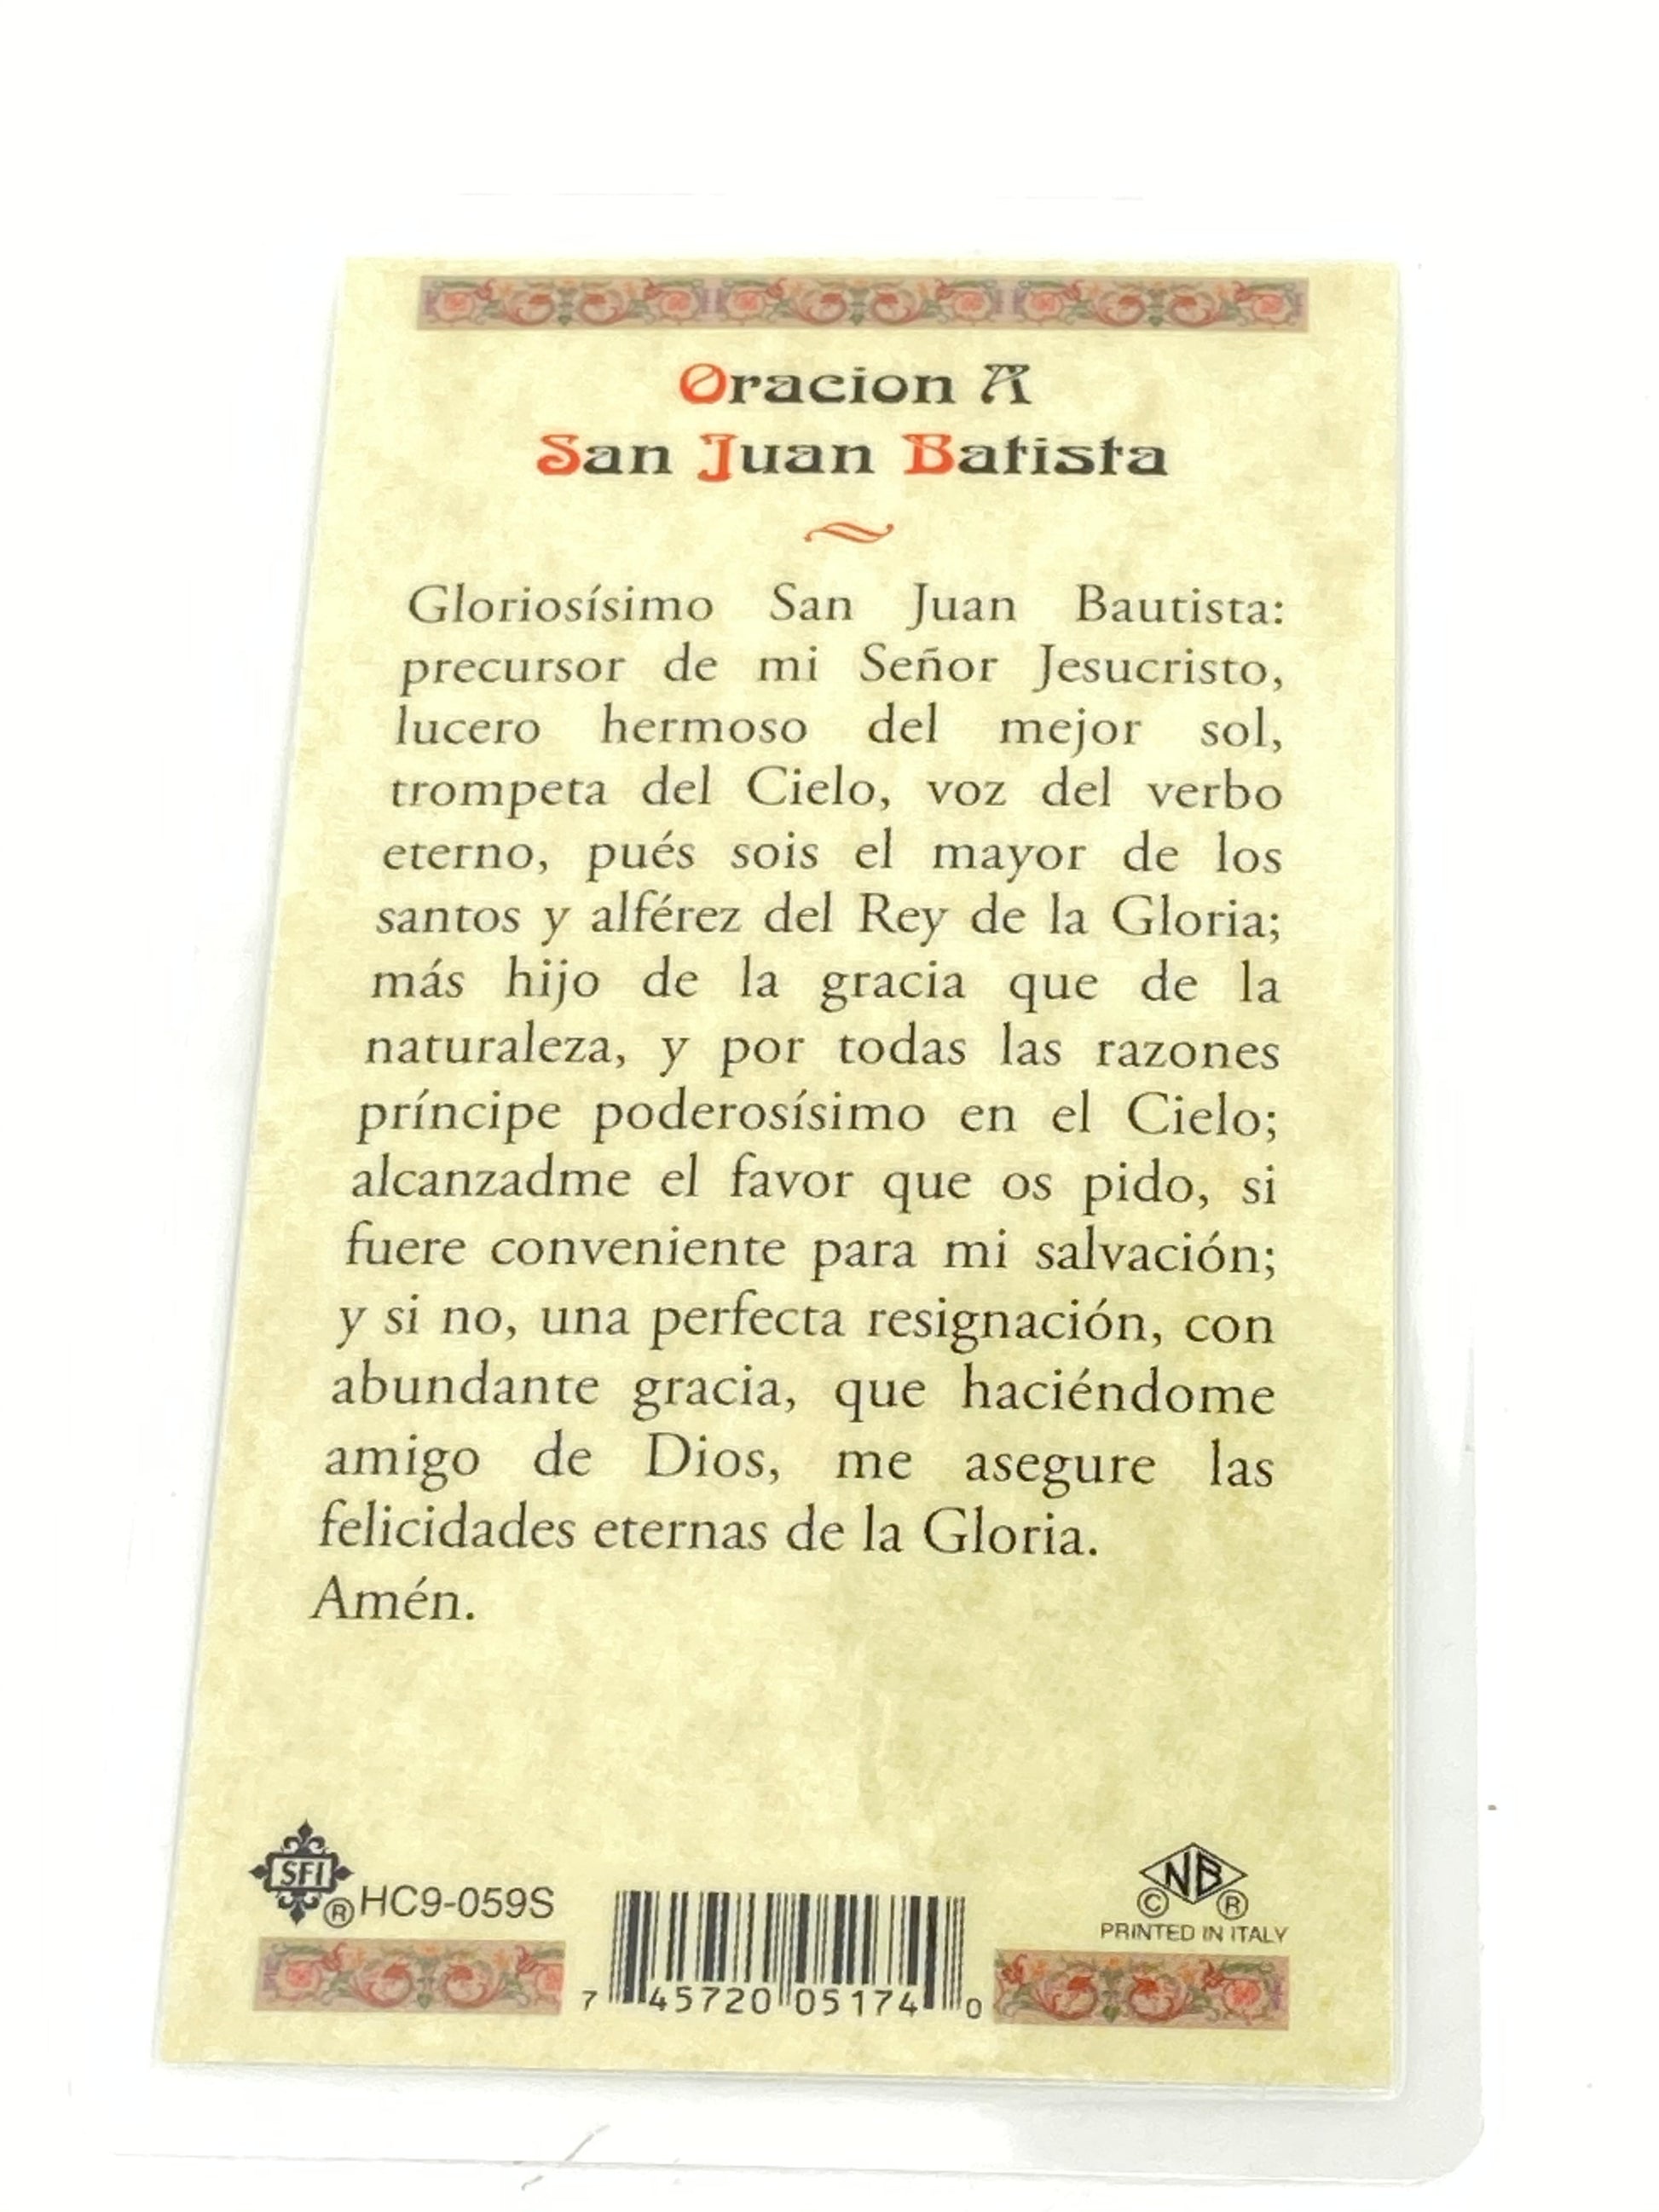 Oracion A
San Juan Batista
Gloriosísimo San Juan Bautista:
precursor de mi Señor Jesucristo,
lucero hermoso del mejor sol,
trompeta del Cielo, voz del verbo
eterno, pués sois el mayor de los
santos y alférez del Rey de la Gloria;
más hijo de la gracia que de la
naturaleza, y por todas las razones
príncipe poderosísimo en el Cielo;
alcanzadme el favor que os pido, si
fuere conveniente para mi salvación;
y si no, una perfecta resignación, con
abundante gracia, que haciéndome
amigo de Dios, me asegure las
felicidades eternas de la Gloria.
Amén.
SFI ® HC9-059S
NB
© ®
PRINTED IN ITALY
7 45720 05174 0